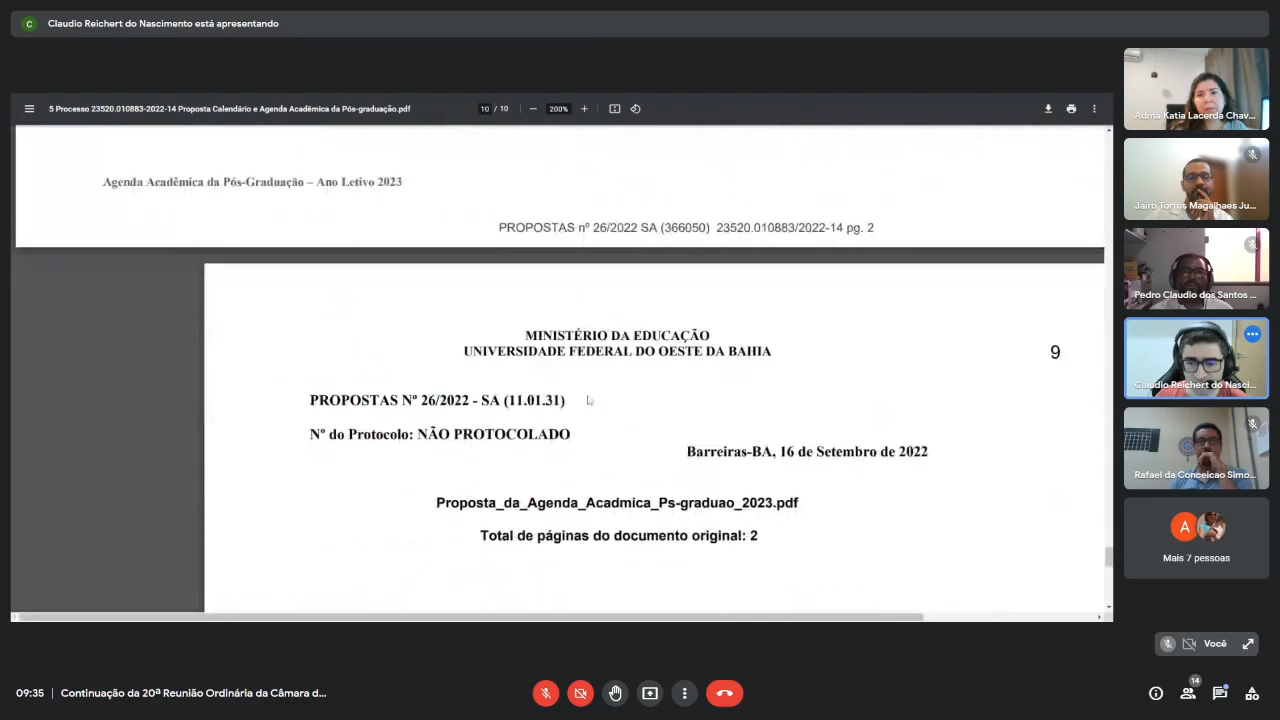 C Claudio Reichert do Nascimento está apresentando
5 Processo 23520.010883-2022-14 Proposta Calendário e Agenda Acadêmica da Pós-graduação.pdf
10 / 10
200%
Agenda Acadêmica da Pós-Graduação – Ano Letivo 2023
PROPOSTAS nº 26/2022 SA (366050) 23520.010883/2022-14 pg. 2
MINISTÉRIO DA EDUCAÇÃO
UNIVERSIDADE FEDERAL DO OESTE DA BAHIA
9
PROPOSTAS Nº 26/2022 - SA (11.01.31)
Nº do Protocolo: NÃO PROTOCOLADO
Barreiras-BA, 16 de Setembro de 2022
Proposta_da_Agenda_Acadmica_Ps-graduao_2023.pdf
Total de páginas do documento original: 2
Adma Katia Lacerda Chav...
Jairo Torres Magalhaes Ju...
Pedro Claudio dos Santos ...
Claudio Reichert do Nasci...
Rafael da Conceicao Simo...
A
Mais 7 pessoas
Você
09:35 | Continuação da 20ª Reunião Ordinária da Câmara d...
14